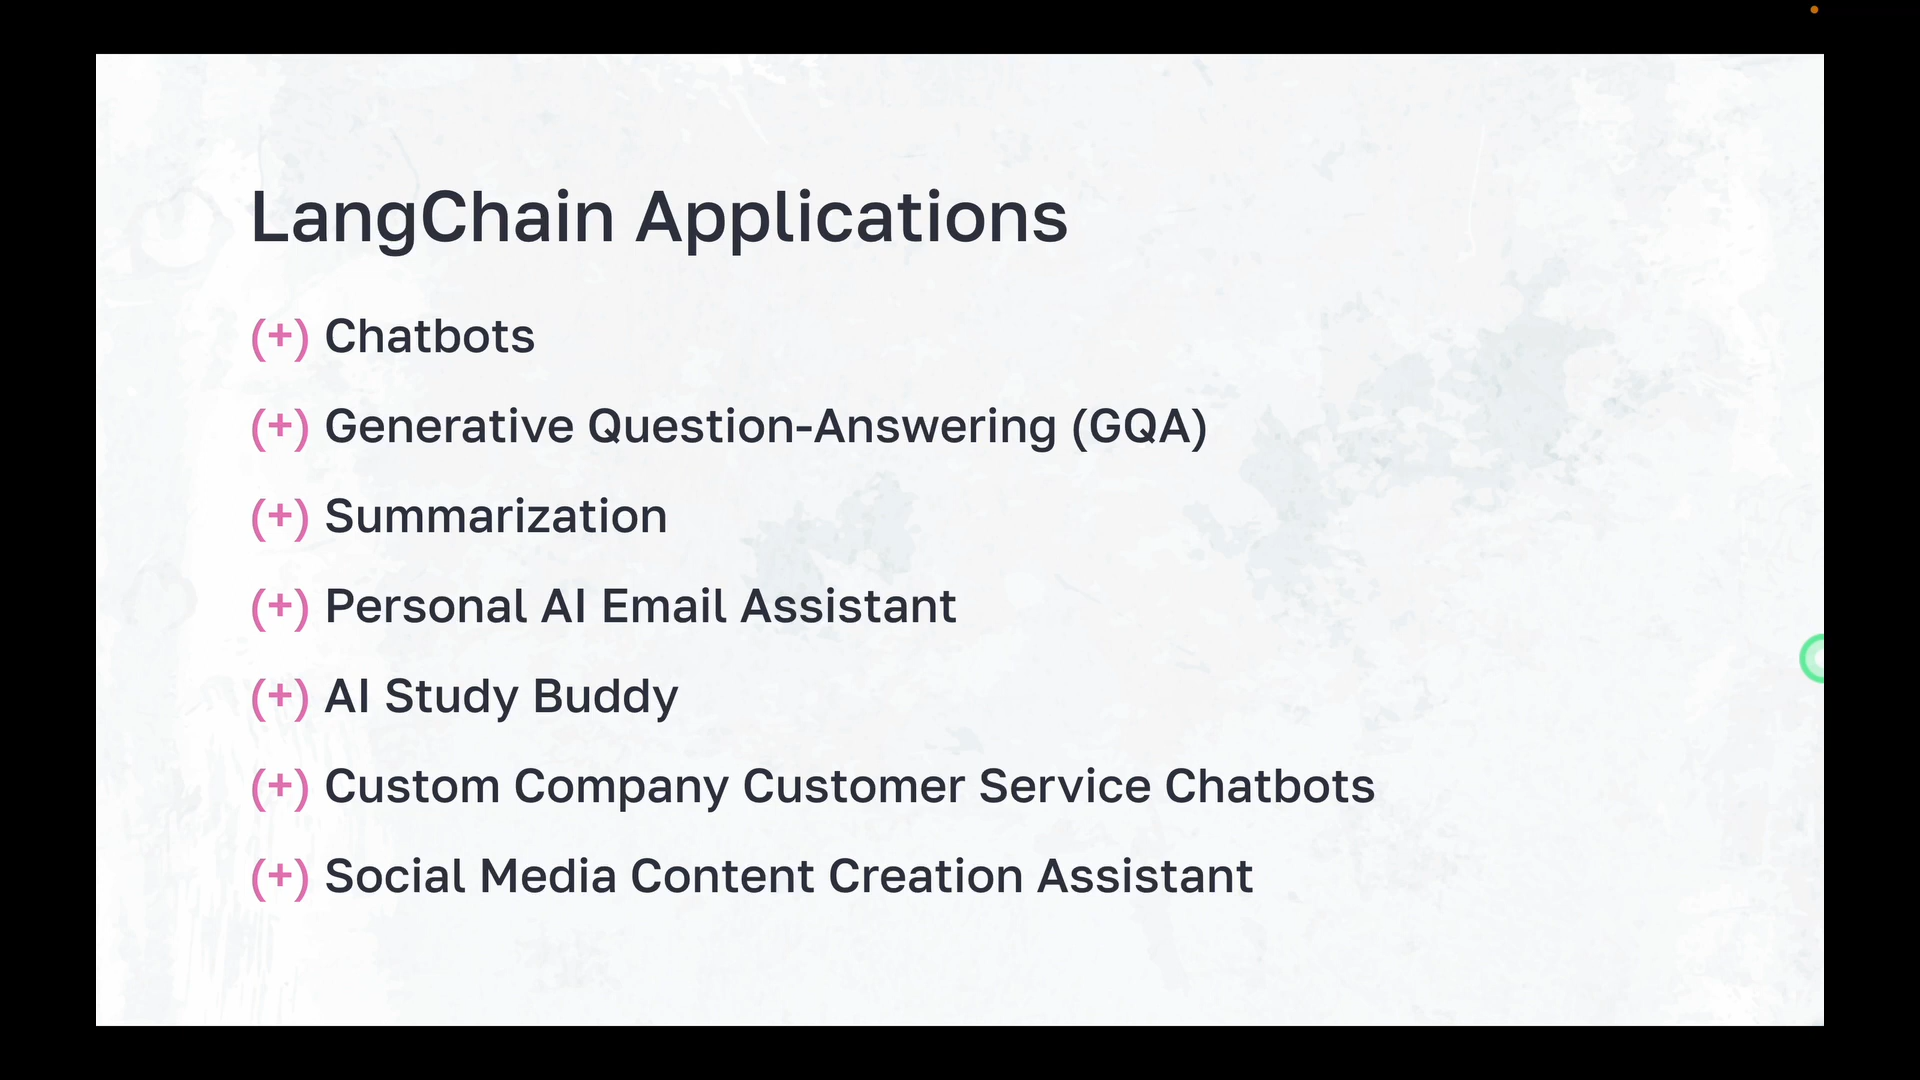 LangChain Applications
(+) Chatbots
(+) Generative Question-Answering (GQA)
(+) Summarization
(+) Personal AI Email Assistant
(+) AI Study Buddy
(+) Custom Company Customer Service Chatbots
(+) Social Media Content Creation Assistant